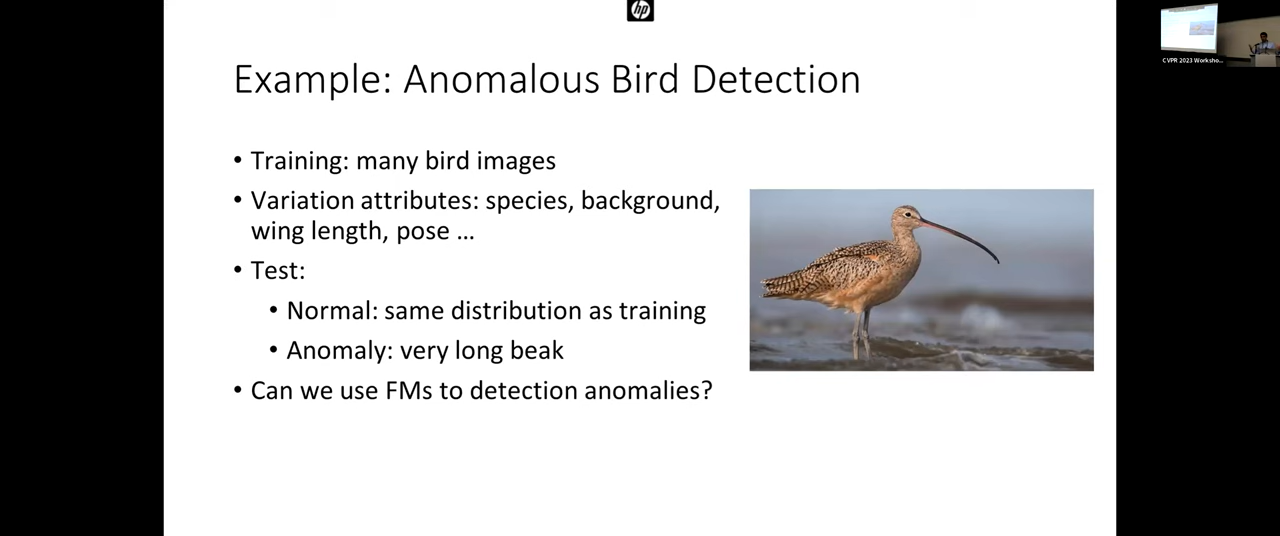 hp
Example: Anomalous Bird Detection
• Training: many bird images
• Variation attributes: species, background,
wing length, pose ...
• Test:
• Normal: same distribution as training
• Anomaly: very long beak
• Can we use FMs to detection anomalies?
CVPR 2023 Worksho...